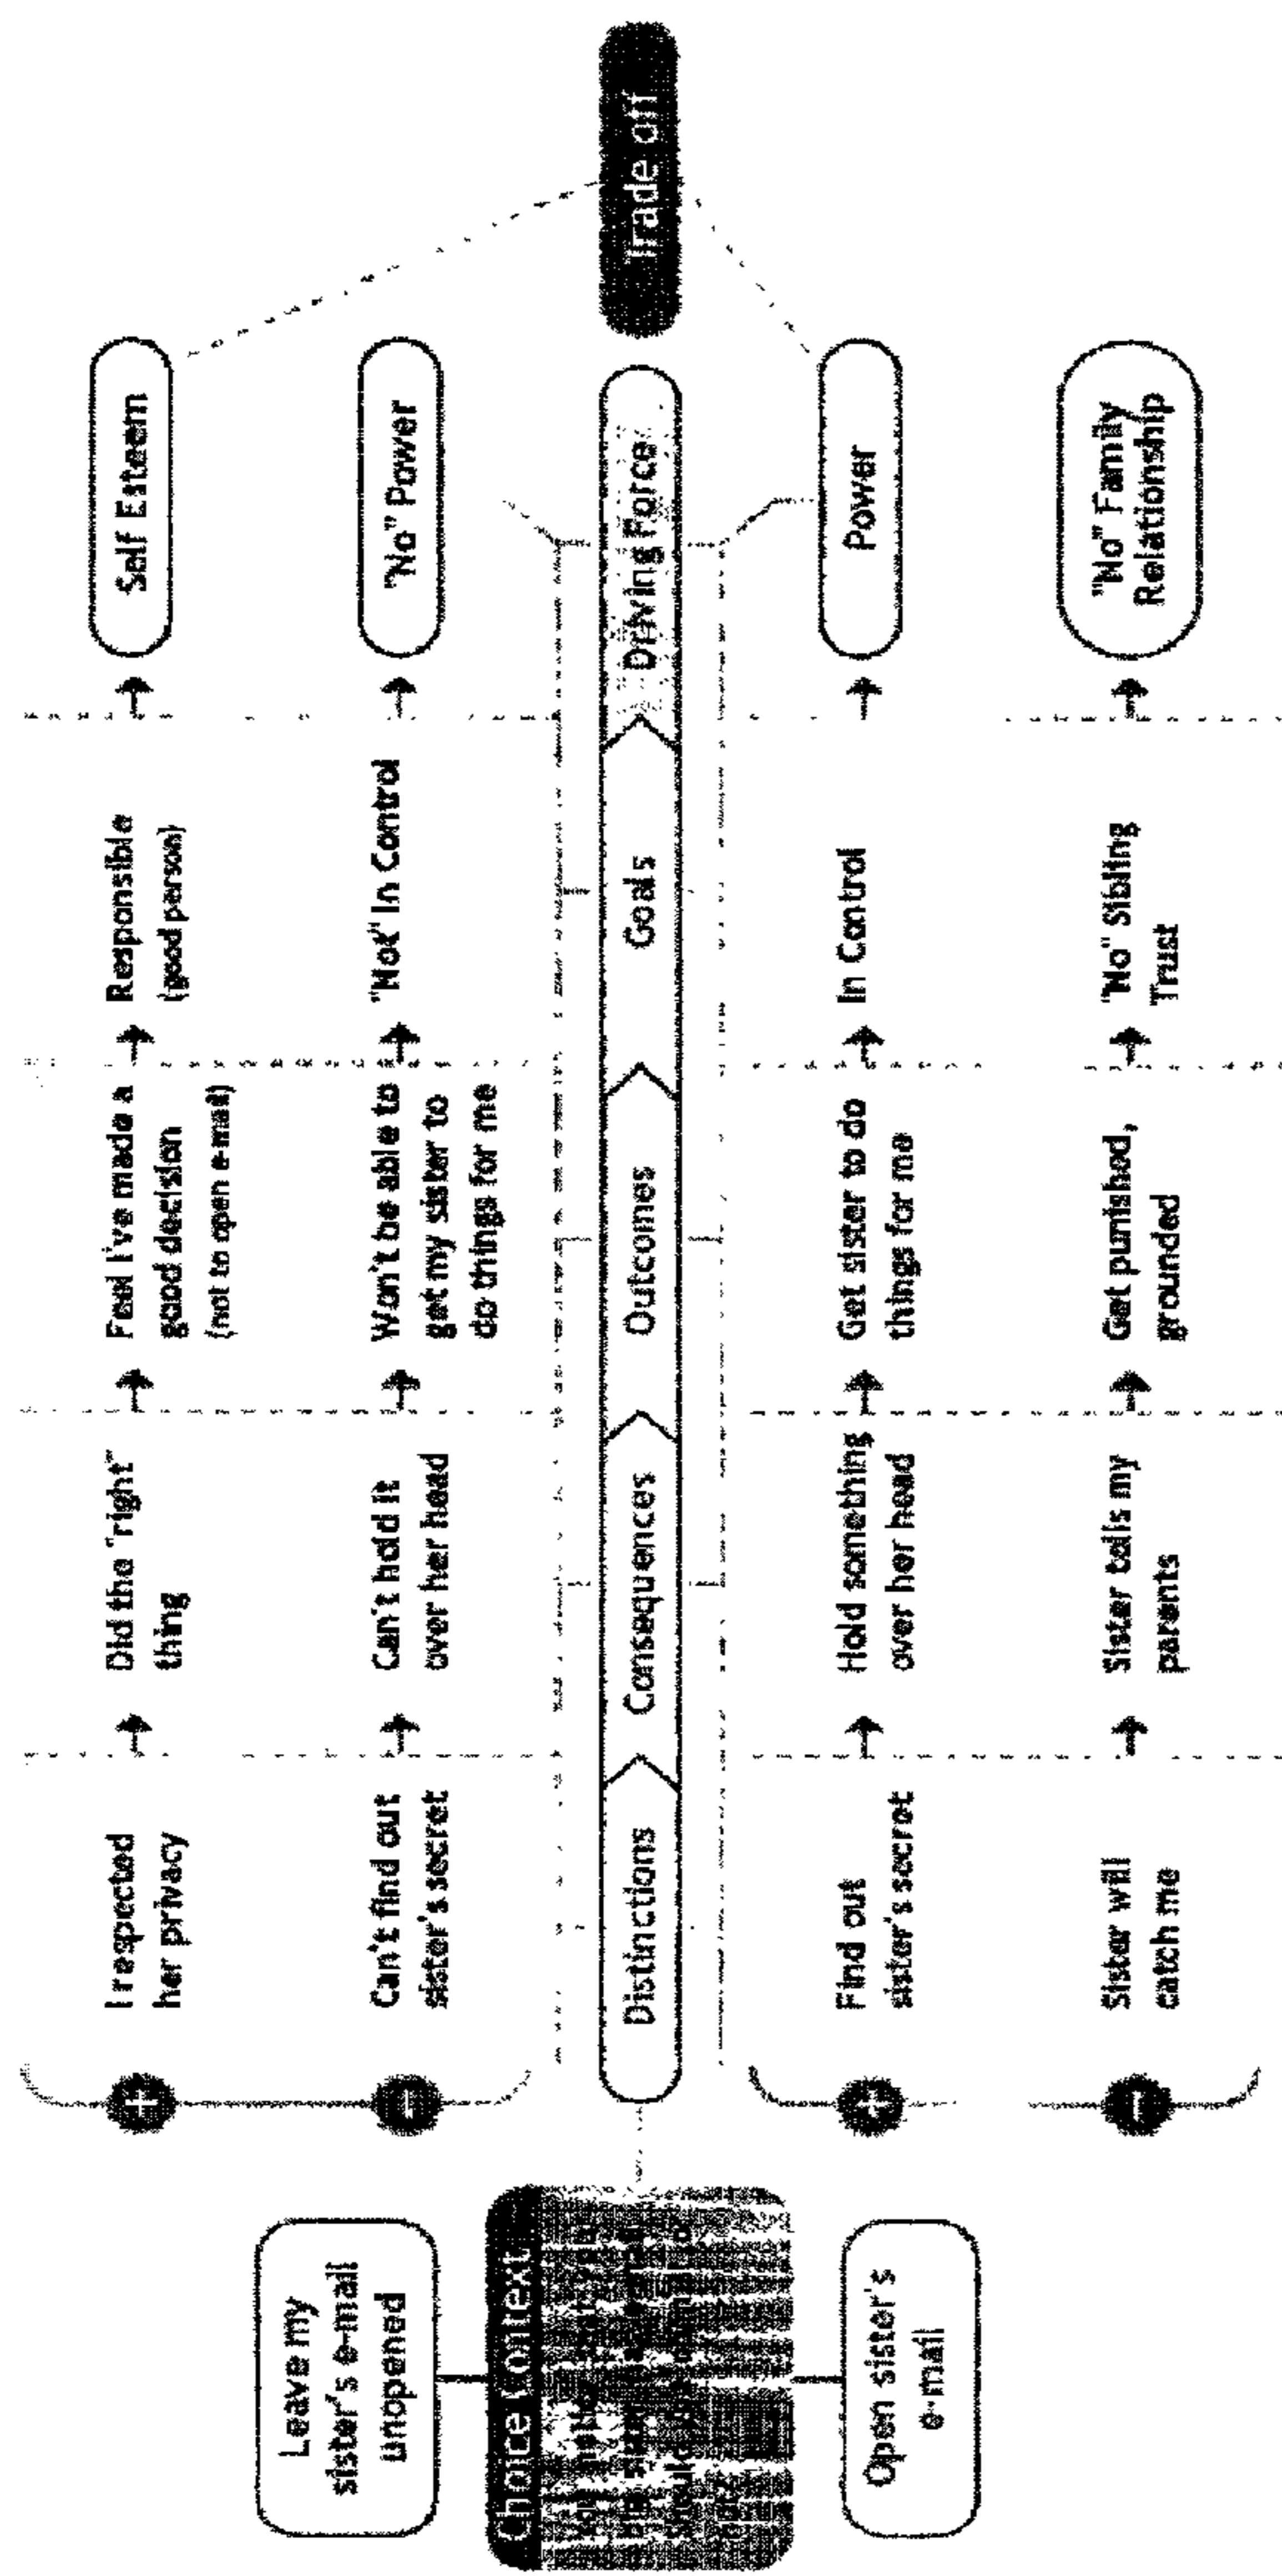 Leave my
sister's e-mail
unopened
Choice Context
Open sister's
e-mail
+
I respected
her privacy
Did the "right"
thing
Feel I've made a
good decision
(not to open e-mail)
Responsible
(good person)
Self Esteem
-
Can't find out
sister's secret
Can't hold it
over her head
Won't be able to
get my sister to
do things for me
"Not" In Control
"No" Power
Distinctions
Consequences
Outcomes
Goals
Driving Force
Trade off
+
Find out
sister's secret
Hold something
over her head
Get sister to do
things for me
In Control
Power
-
Sister will
catch me
Sister tells my
parents
Get punished,
grounded
"No" Sibling
Trust
"No" Family
Relationship